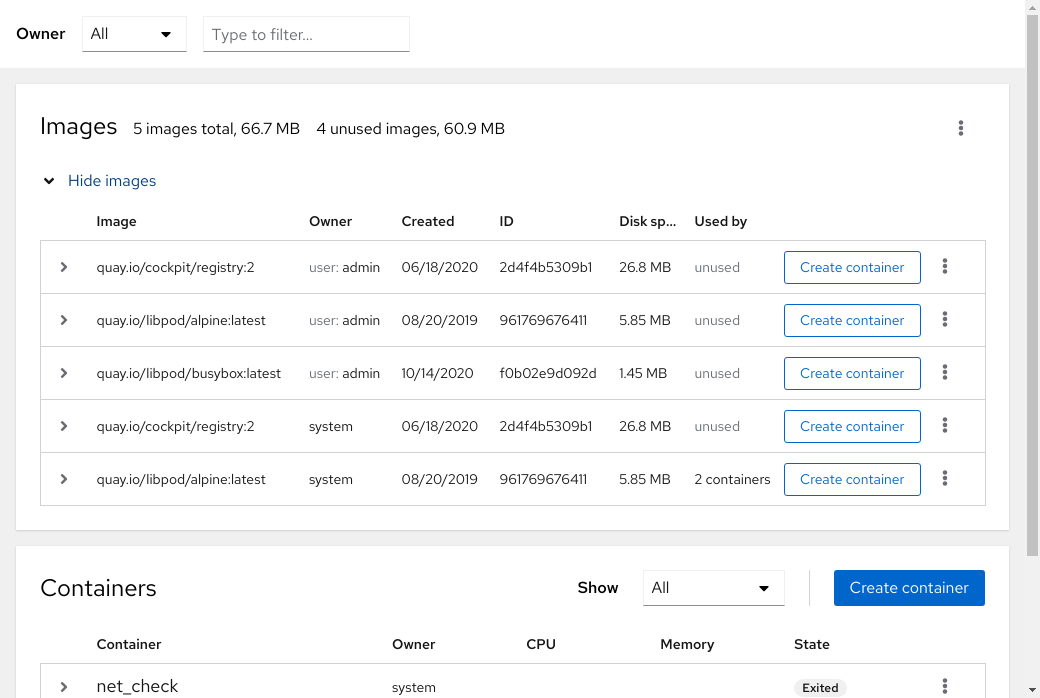 Owner All Type to filter...
Images 5 images total, 66.7 MB 4 unused images, 60.9 MB
Hide images
Image Owner Created ID Disk sp... Used by
quay.io/cockpit/registry:2 user: admin 06/18/2020 2d4f4b5309b1 26.8 MB unused Create container
quay.io/libpod/alpine:latest user: admin 08/20/2019 961769676411 5.85 MB unused Create container
quay.io/libpod/busybox:latest user: admin 10/14/2020 f0b02e9d092d 1.45 MB unused Create container
quay.io/cockpit/registry:2 system 06/18/2020 2d4f4b5309b1 26.8 MB unused Create container
quay.io/libpod/alpine:latest system 08/20/2019 961769676411 5.85 MB 2 containers Create container
Containers Show All Create container
Container Owner CPU Memory State
net_check system Exited